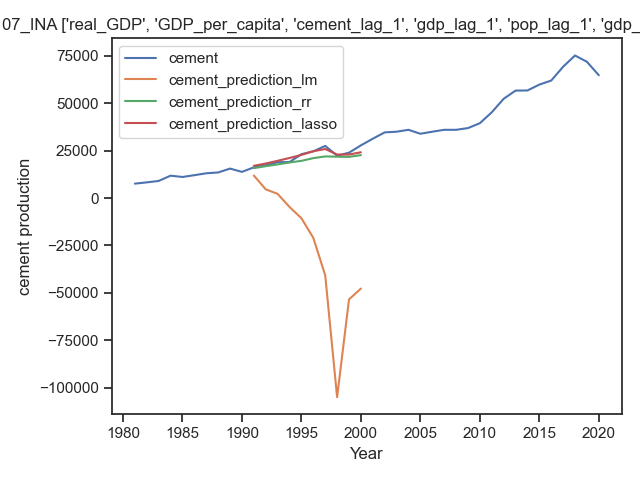 07_INA ['real_GDP', 'GDP_per_capita', 'cement_lag_1', 'gdp_lag_1', 'pop_lag_1', 'gdp_
cement
cement_prediction_lm
cement_prediction_rr
cement_prediction_lasso
75000
50000
25000
0
−25000
−50000
−75000
−100000
cement production
1980 1985 1990 1995 2000 2005 2010 2015 2020
Year